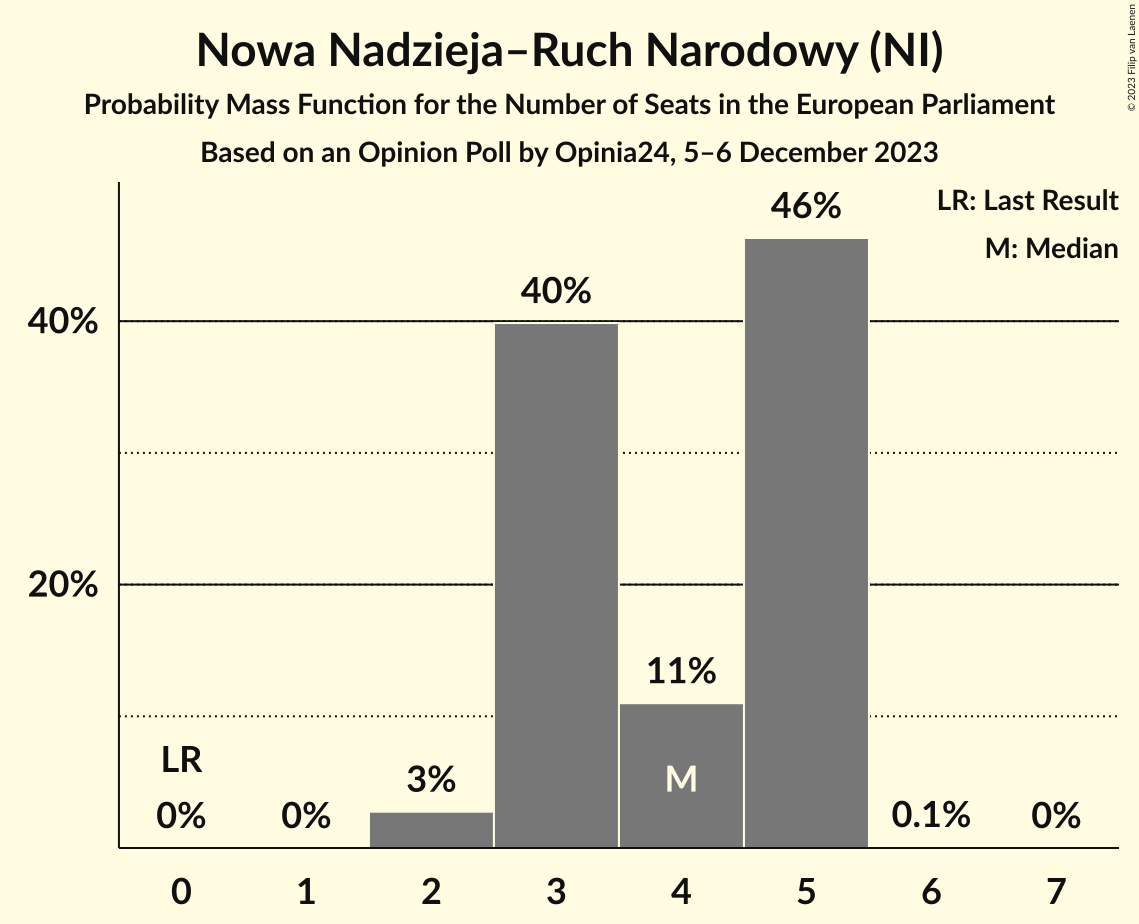 Nowa Nadzieja–Ruch Narodowy (NI)
Probability Mass Function for the Number of Seats in the European Parliament
Based on an Opinion Poll by Opinia24, 5–6 December 2023
© 2023 Filip van Laenen
LR: Last Result
M: Median
46%
40%
40%
20%
11%
LR
3%
M
0%
0%
0.1%
0%
0 1 2 3 4 5 6 7